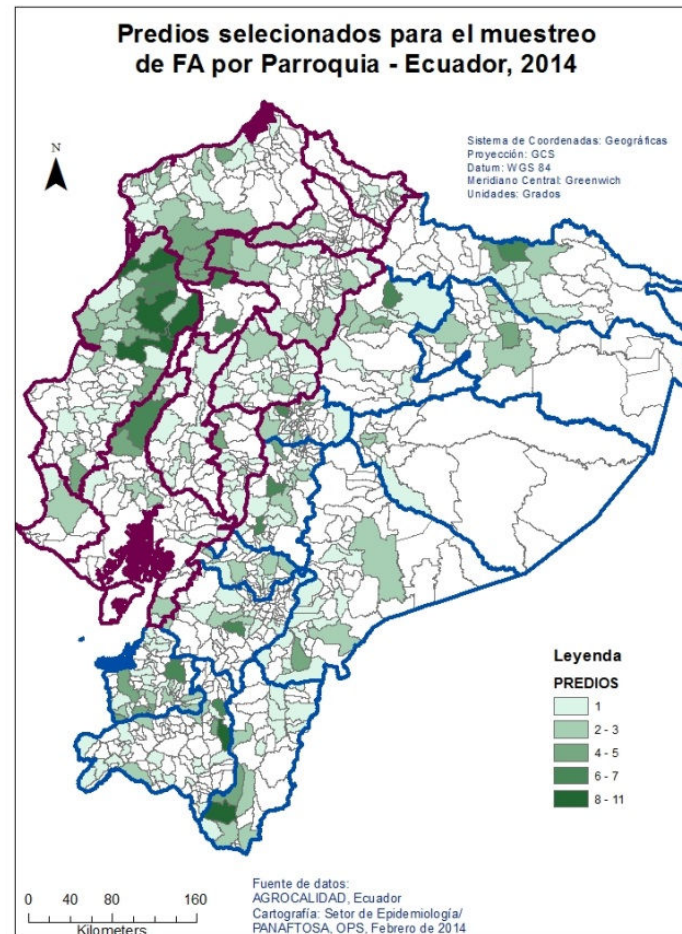 Predios selecionados para el muestreo
de FA por Parroquia - Ecuador, 2014
N
Sistema de Coordenadas: Geográficas
Proyección: GCS
Datum: WGS 84
Meridiano Central: Greenwich
Unidades: Grados
Leyenda
PREDIOS
1
2 - 3
4 - 5
6 - 7
8 - 11
0 40 80 160
Kilometers
Fuente de datos:
AGROCALIDAD, Ecuador
Cartografía: Setor de Epidemiología/
PANAFTOSA, OPS, Febrero de 2014